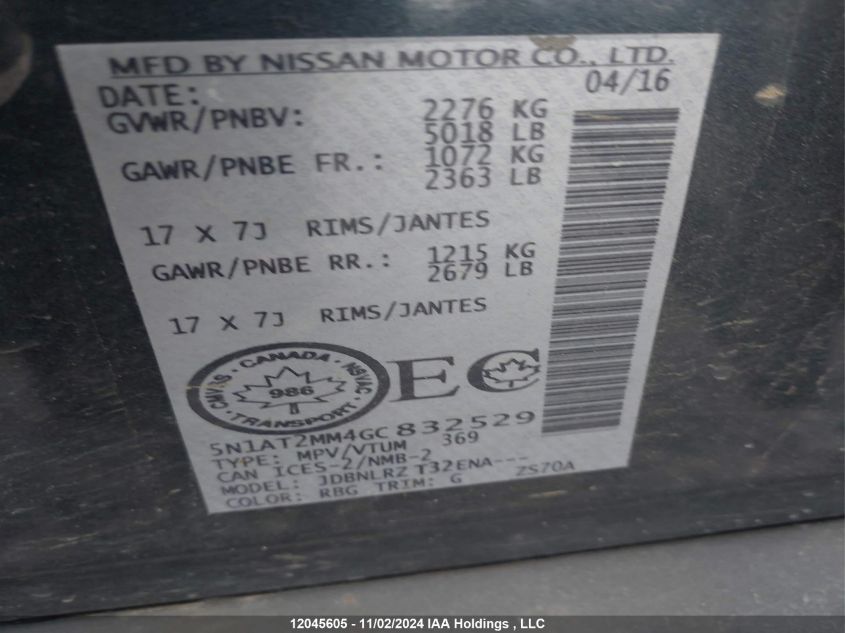 MFD BY NISSAN MOTOR CO., LTD.
DATE: 04/16
GVWR/PNBV: 2276 KG
5018 LB
GAWR/PNBE FR.: 1072 KG
2363 LB
17 X 7J RIMS/JANTES
GAWR/PNBE RR.: 1215 KG
2679 LB
17 X 7J RIMS/JANTES
CANADA · NSVAC · TRANSPORT · CMVSS
986
EC
5N1AT2MM4GC832529
TYPE: MPV/VTUM 369
CAN ICES-2/NMB-2
MODEL: JDBNLRZ T32ENA---
COLOR: RBG TRIM: G ZS70A
12045605 - 11/02/2024 IAA Holdings , LLC